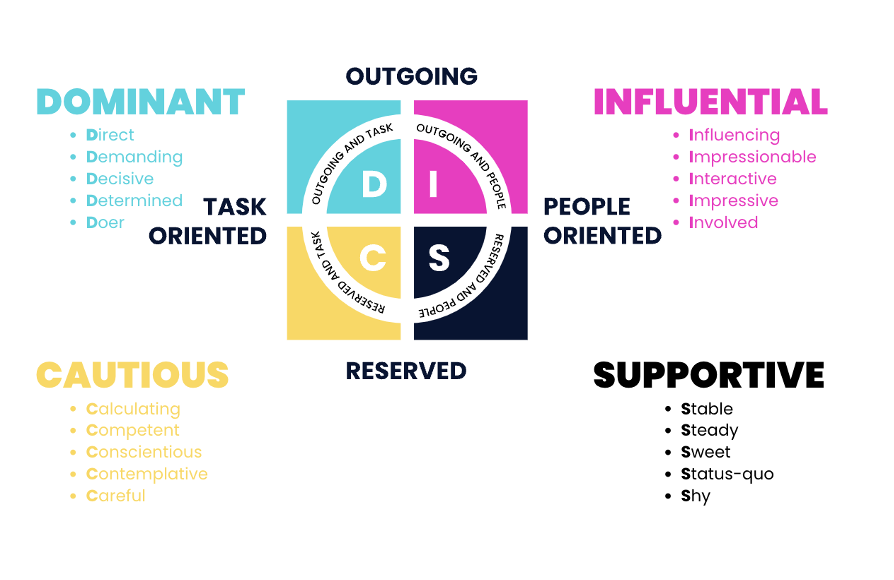 OUTGOING
DOMINANT
• Direct
• Demanding
• Decisive
• Determined
• Doer
INFLUENTIAL
• Influencing
• Impressionable
• Interactive
• Impressive
• Involved
TASK
ORIENTED
OUTGOING AND TASK
D
OUTGOING AND PEOPLE
I
RESERVED AND TASK
C
RESERVED AND PEOPLE
S
PEOPLE
ORIENTED
RESERVED
CAUTIOUS
• Calculating
• Competent
• Conscientious
• Contemplative
• Careful
SUPPORTIVE
• Stable
• Steady
• Sweet
• Status-quo
• Shy